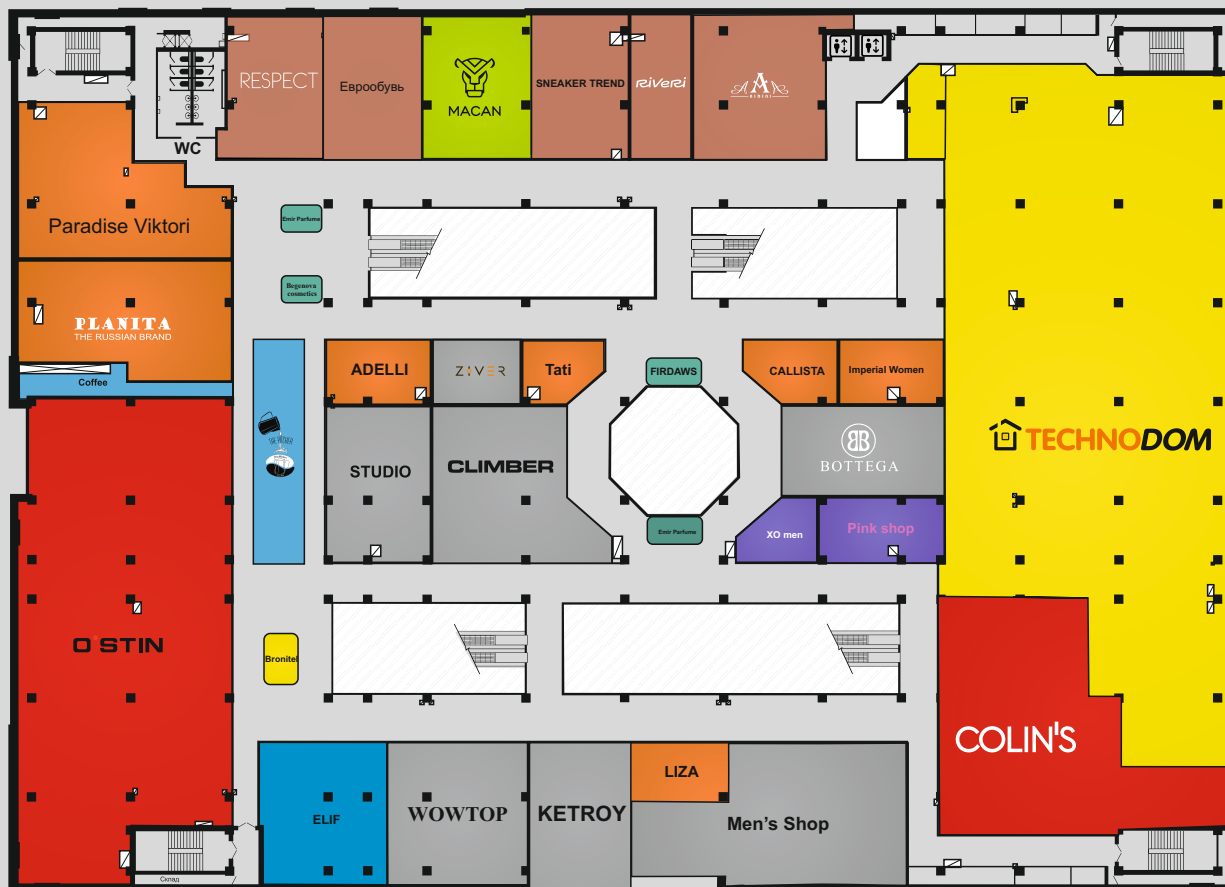 RESPECT
Еврообувь
MACAN
SNEAKER TREND
riveri
WC
Paradise Viktori
Emir Parfume
Begenova
cosmetics
PLANITA
THE RUSSIAN BRAND
Coffee
ADELLI
ZIVER
Tati
FIRDAWS
CALLISTA
Imperial Women
STUDIO
CLIMBER
BB
BOTTEGA
TECHNODOM
Emir Parfume
XO men
Pink shop
O'STIN
Bronitel
COLIN'S
ELIF
WOWTOP
KETROY
LIZA
Men's Shop
Склад